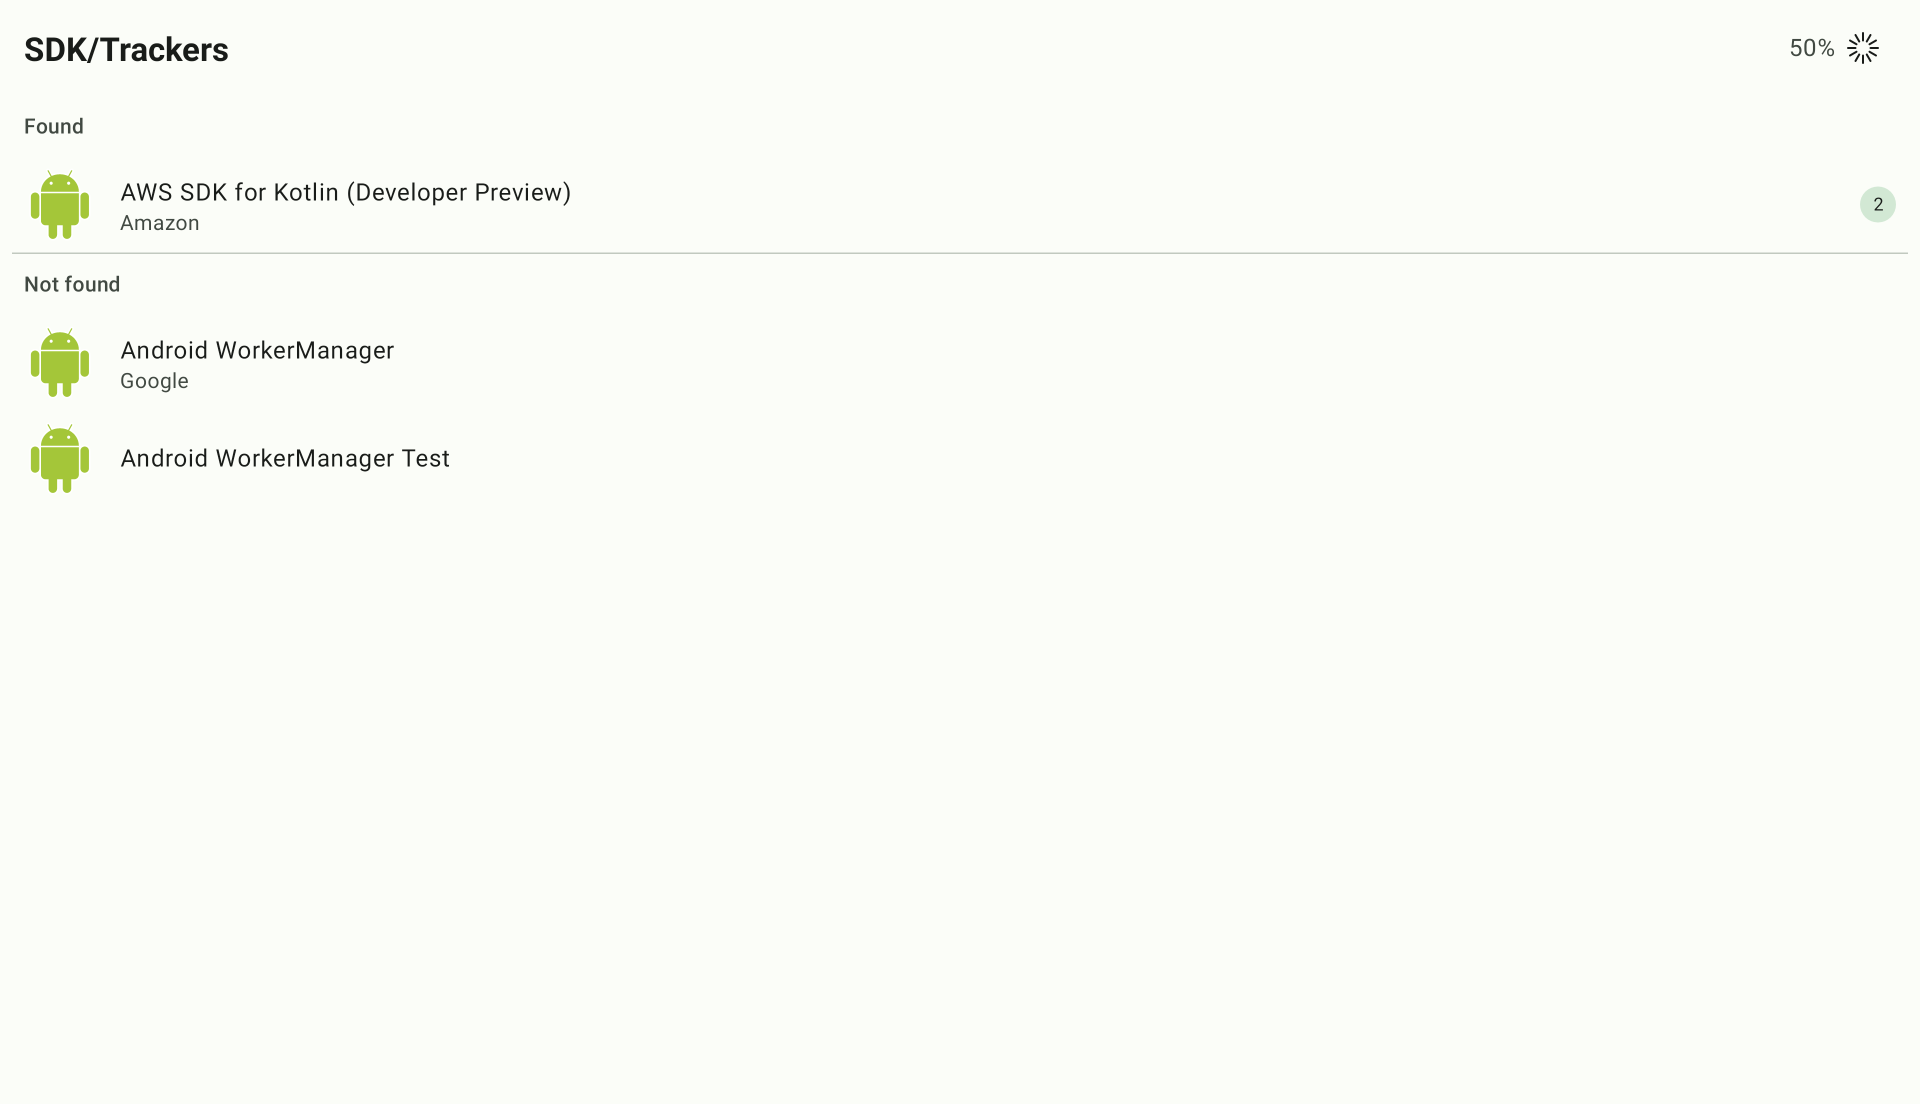 SDK/Trackers
50%
Found
AWS SDK for Kotlin (Developer Preview)
Amazon
2
Not found
Android WorkerManager
Google
Android WorkerManager Test